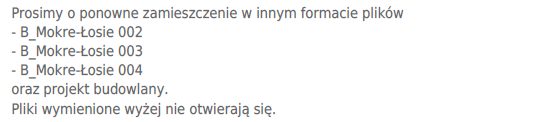 Prosimy o ponowne zamieszczenie w innym formacie plików
- B_Mokre-Łosie 002
- B_Mokre-Łosie 003
- B_Mokre-Łosie 004
oraz projekt budowlany.
Pliki wymienione wyżej nie otwierają się.